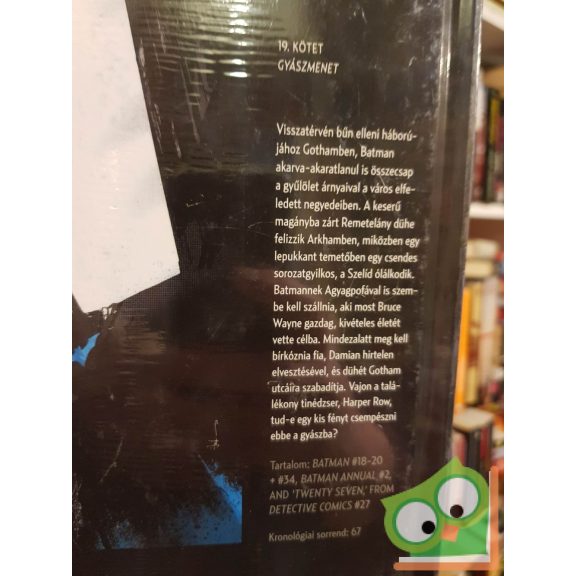 19. KÖTET
GYÁSZMENET
Visszatérvén bűn elleni háború-
jához Gothamben, Batman
akarva-akaratlanul is összecsap
a gyűlölet árnyaival a város elfe-
ledett negyedeiben. A keserű
magányba zárt Remetelány dühe
felizzik Arkhamben, miközben egy
lepukkant temetőben egy csendes
sorozatgyilkos, a Szelíd ólálkodik.
Batmannek Agyagpofával is szem-
be kell szállnia, aki most Bruce
Wayne gazdag, kivételes életét
vette célba. Mindezalatt meg kell
bírkóznia fia, Damian hirtelen
elvesztésével, és dühét Gotham
utcáira szabadítja. Vajon a talá-
lékony tinédzser, Harper Row,
tud-e egy kis fényt csempészni
ebbe a gyászba?
Tartalom: BATMAN #18-20
+ #34, BATMAN ANNUAL #2,
AND 'TWENTY SEVEN,' FROM
DETECTIVE COMICS #27
Kronológiai sorrend: 67